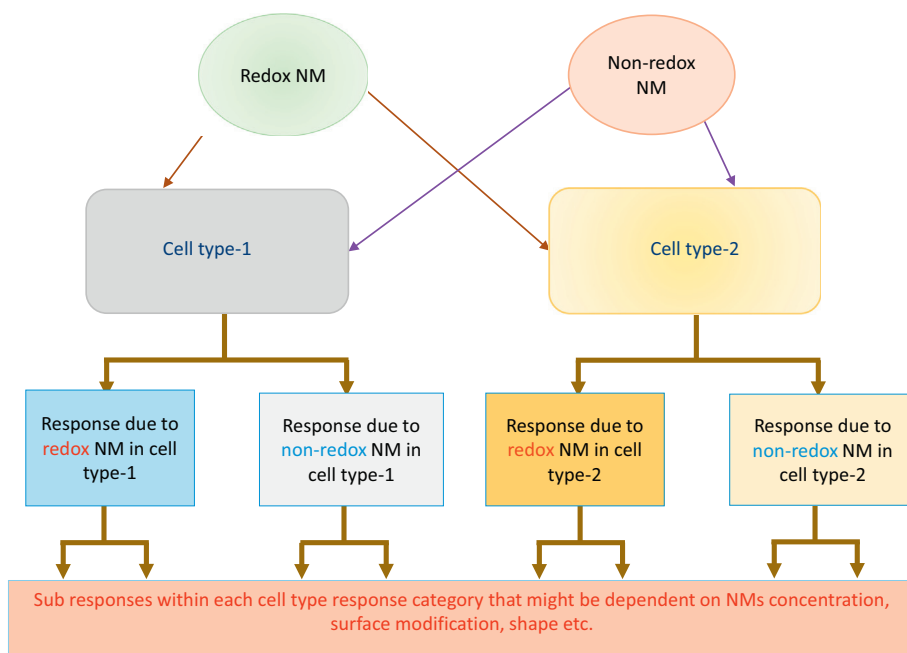 Redox NM
Non-redox
NM
Cell type-1
Cell type-2
Response due to
redox NM in cell
type-1
Response due to
non-redox NM in
cell type-1
Response due to
redox NM in cell
type-2
Response due to
non-redox NM in
cell type-2
Sub responses within each cell type response category that might be dependent on NMs concentration,
surface modification, shape etc.